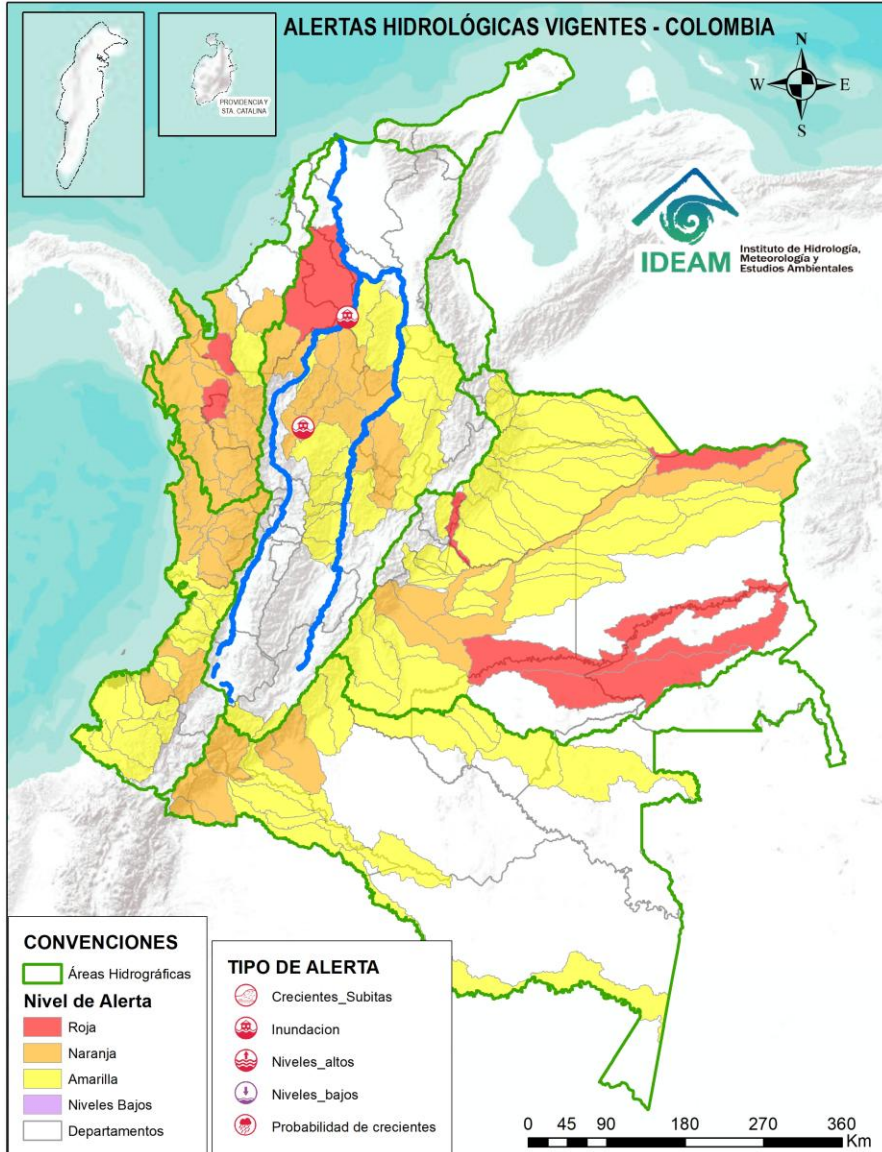 ALERTAS HIDROLÓGICAS VIGENTES - COLOMBIA
PROVIDENCIA Y
STA. CATALINA
N
W
E
S
IDEAM
Instituto de Hidrología,
Meteorología y
Estudios Ambientales
CONVENCIONES
Áreas Hidrográficas
Nivel de Alerta
Roja
Naranja
Amarilla
Niveles Bajos
Departamentos
TIPO DE ALERTA
Crecientes_Subitas
Inundacion
Niveles_altos
Niveles_bajos
Probabilidad de crecientes
0 45 90 180 270 360
Km